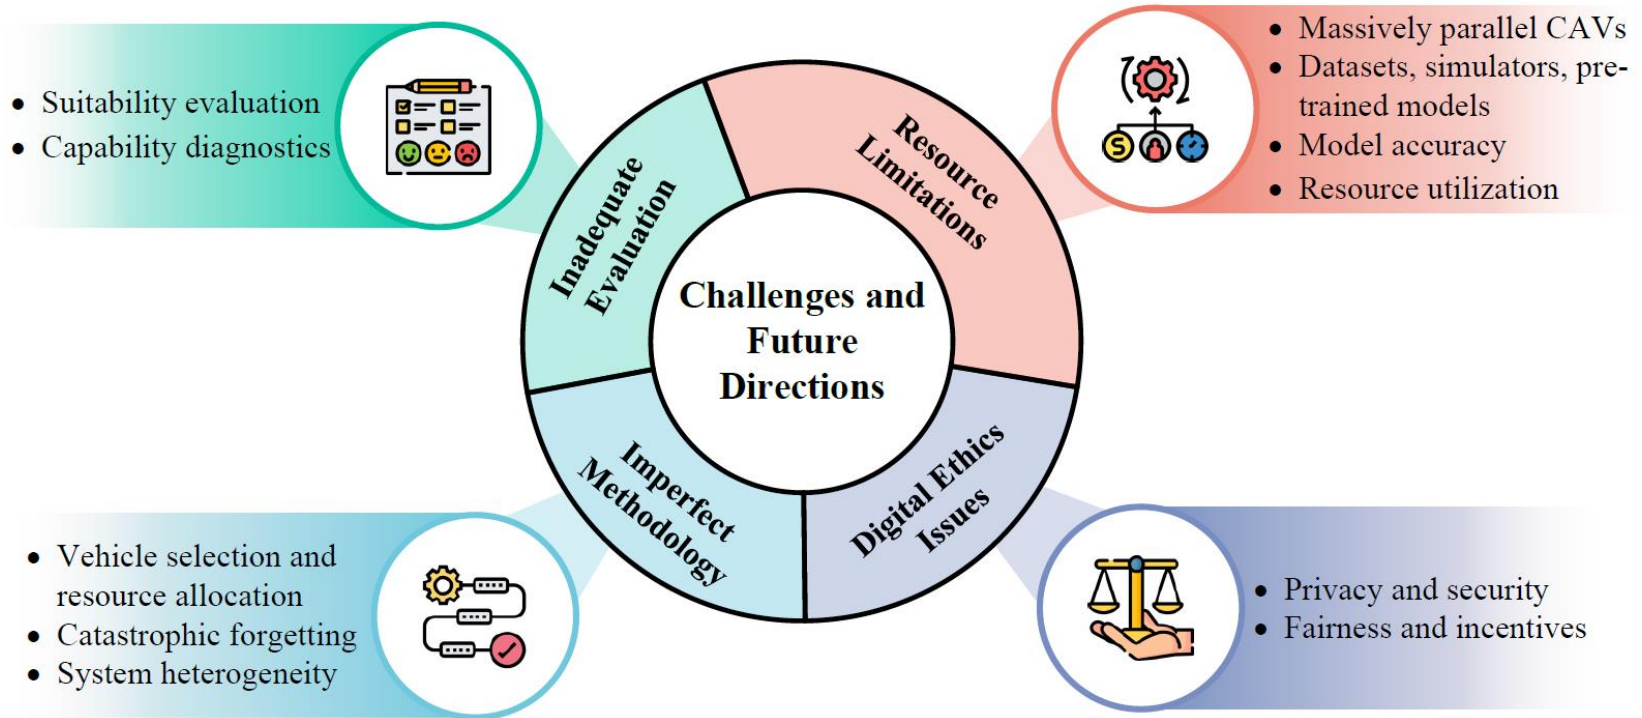 Suitability evaluation
Capability diagnostics
Inadequate
Evaluation
Resource
Limitations
• Massively parallel CAVs
• Datasets, simulators, pre-
trained models
• Model accuracy
• Resource utilization
Challenges and
Future
Directions
Imperfect
Methodology
Digital Ethics
Issues
• Vehicle selection and
resource allocation
• Catastrophic forgetting
• System heterogeneity
• Privacy and security
• Fairness and incentives